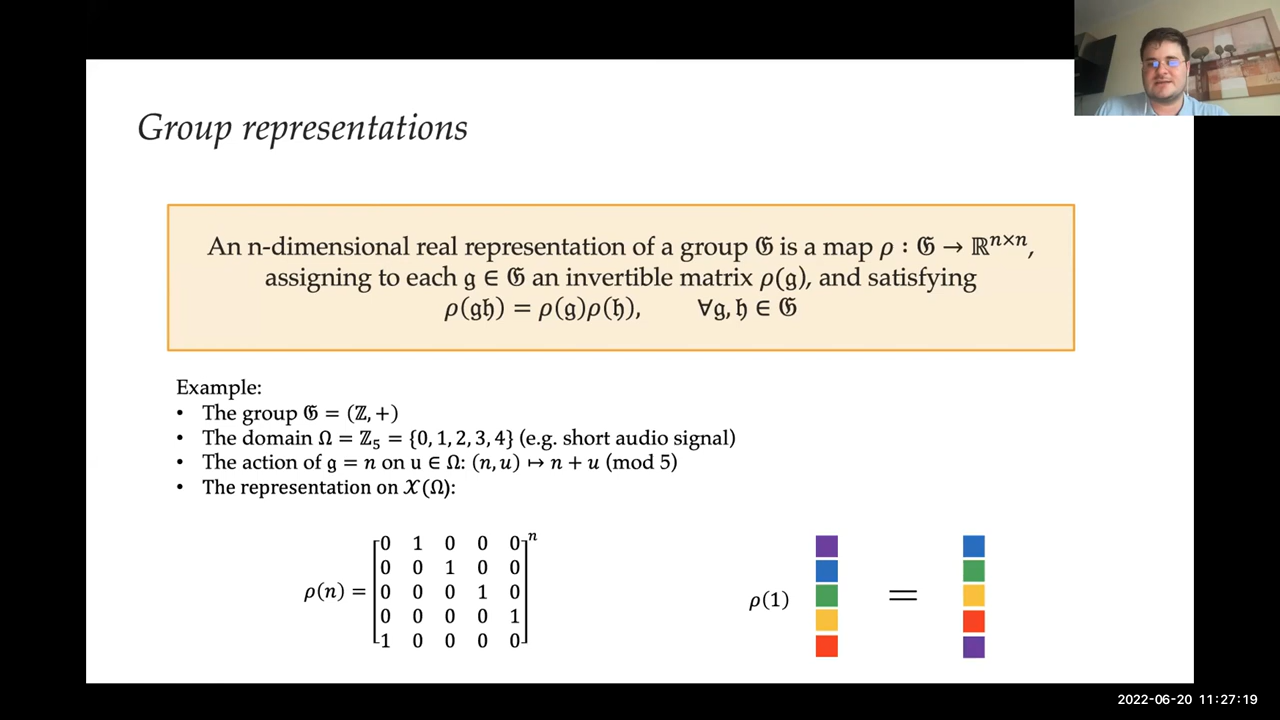 Group representations
An n-dimensional real representation of a group 𝔊 is a map ρ : 𝔊 → ℝⁿˣⁿ,
assigning to each 𝔤 ∈ 𝔊 an invertible matrix ρ(𝔤), and satisfying
ρ(𝔤𝔥) = ρ(𝔤)ρ(𝔥), ∀𝔤, 𝔥 ∈ 𝔊
Example:
• The group 𝔊 = (ℤ, +)
• The domain Ω = ℤ₅ = {0, 1, 2, 3, 4} (e.g. short audio signal)
• The action of 𝔤 = n on u ∈ Ω: (n, u) ↦ n + u (mod 5)
• The representation on 𝒳(Ω):
ρ(n) = [0 1 0 0 0]ⁿ
0 0 1 0 0
0 0 0 1 0
0 0 0 0 1
1 0 0 0 0
ρ(1) =
2022-06-20 11:27:19